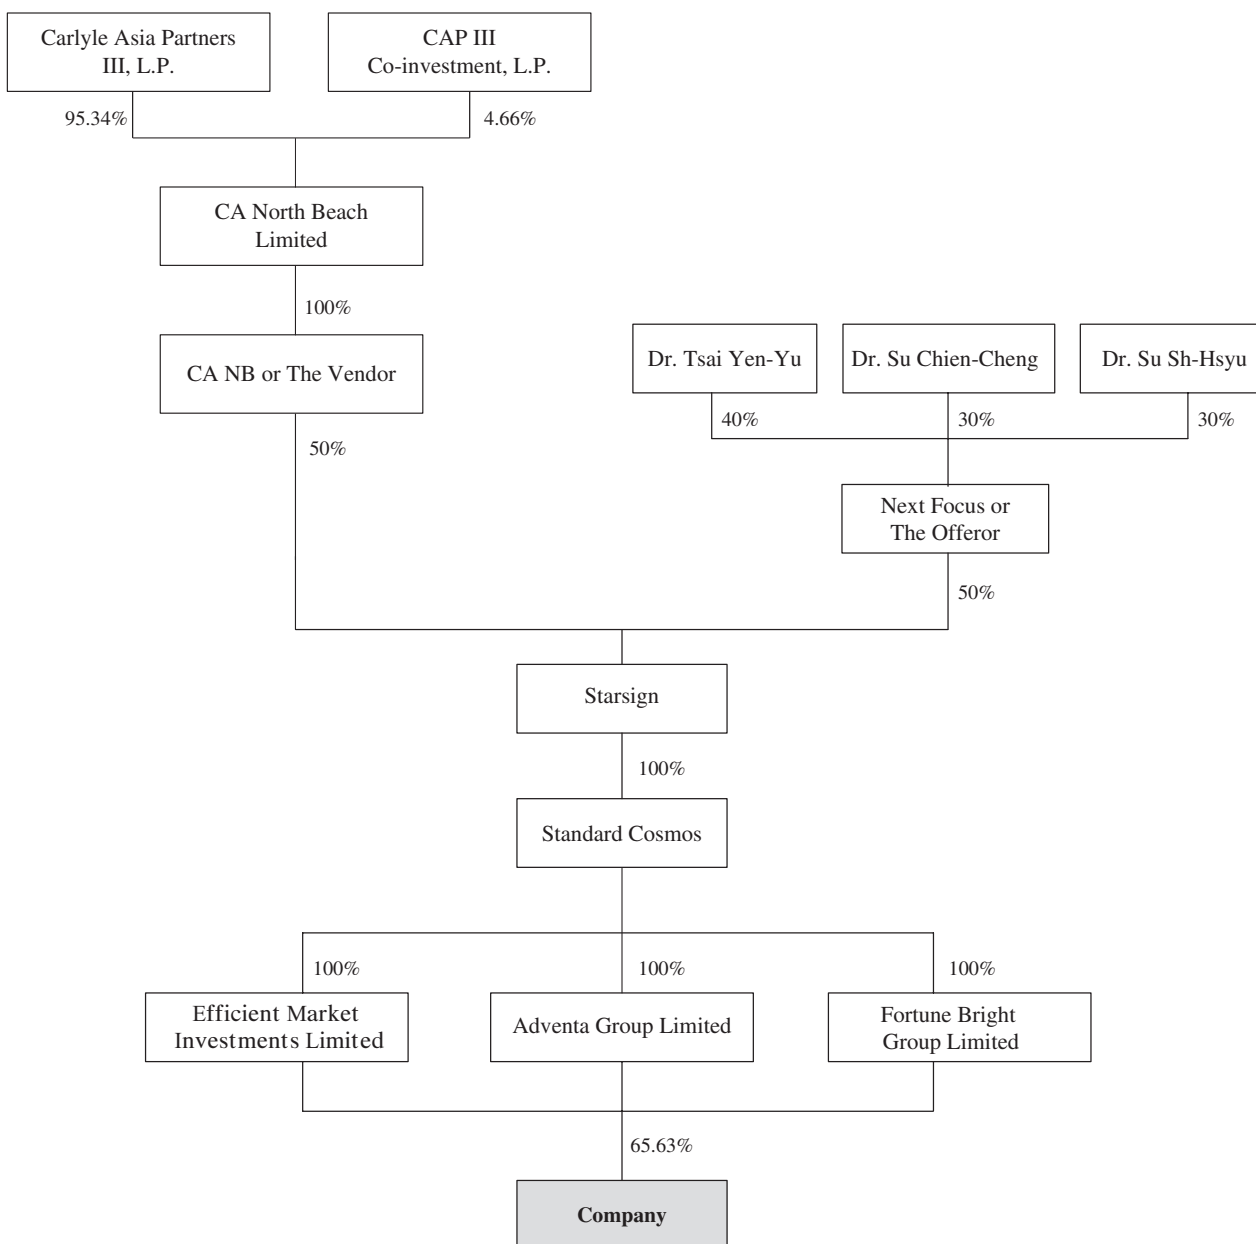 Carlyle Asia Partners
III, L.P.
CAP III
Co-investment, L.P.
95.34%
4.66%
CA North Beach
Limited
100%
CA NB or The Vendor
Dr. Tsai Yen-Yu
Dr. Su Chien-Cheng
Dr. Su Sh-Hsyu
40%
30%
30%
50%
Next Focus or
The Offeror
50%
Starsign
100%
Standard Cosmos
100%
100%
100%
Efficient Market
Investments Limited
Adventa Group Limited
Fortune Bright
Group Limited
65.63%
Company